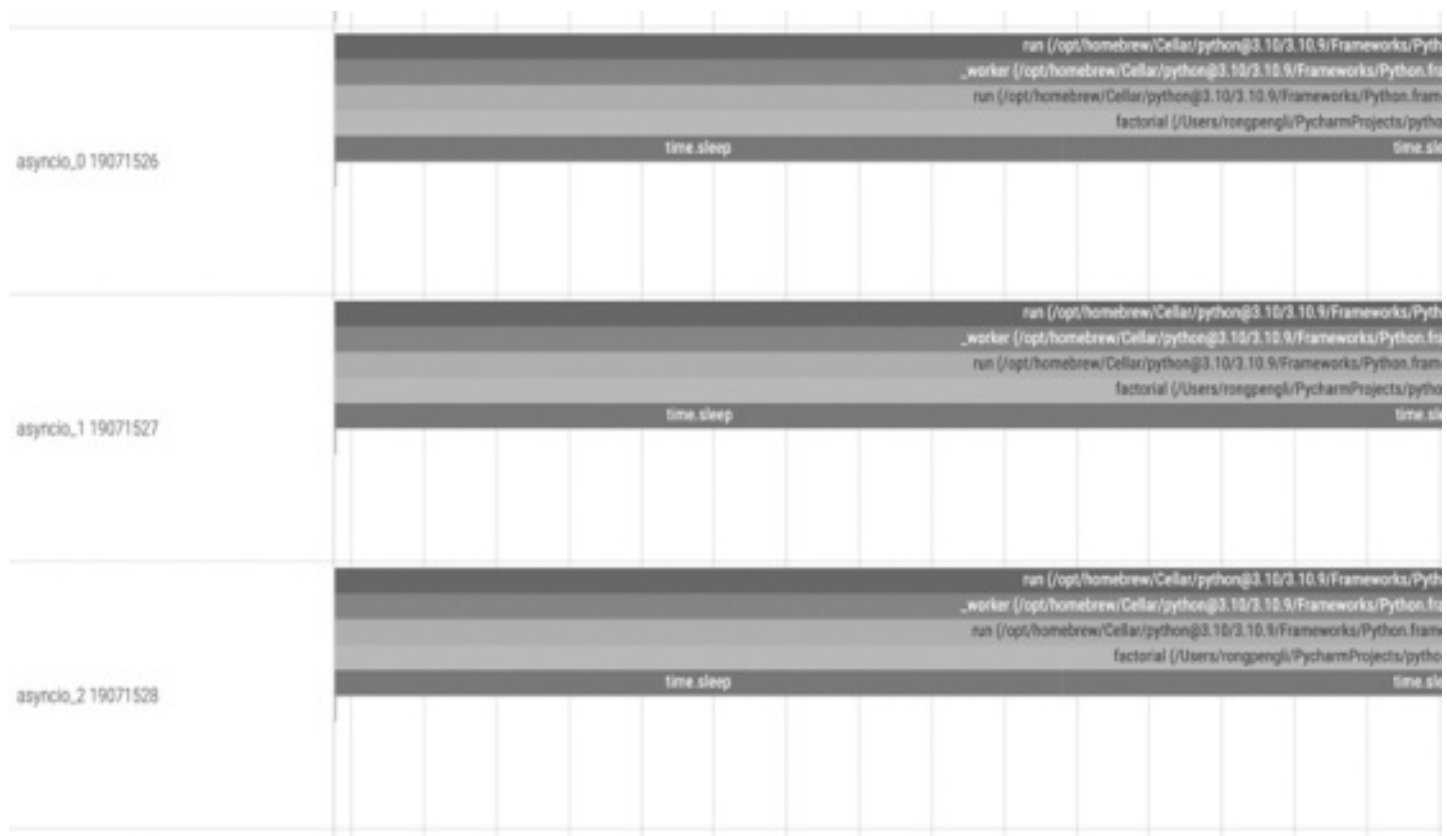 run (/opt/homebrew/Cellar/python@3.10/3.10.9/Frameworks/Pyth
_worker (/opt/homebrew/Cellar/python@3.10/3.10.9/Frameworks/Python.fra
run (/opt/homebrew/Cellar/python@3.10/3.10.9/Frameworks/Python.fram
factorial (/Users/rongpengli/PycharmProjects/pytho
time.sleep time.sle
asyncio_0 19071526
run (/opt/homebrew/Cellar/python@3.10/3.10.9/Frameworks/Pyth
_worker (/opt/homebrew/Cellar/python@3.10/3.10.9/Frameworks/Python.fra
run (/opt/homebrew/Cellar/python@3.10/3.10.9/Frameworks/Python.fram
factorial (/Users/rongpengli/PycharmProjects/pytho
time.sleep time.sle
asyncio_1 19071527
run (/opt/homebrew/Cellar/python@3.10/3.10.9/Frameworks/Pyth
_worker (/opt/homebrew/Cellar/python@3.10/3.10.9/Frameworks/Python.fra
run (/opt/homebrew/Cellar/python@3.10/3.10.9/Frameworks/Python.frame
factorial (/Users/rongpengli/PycharmProjects/pytho
time.sleep time.sle
asyncio_2 19071528